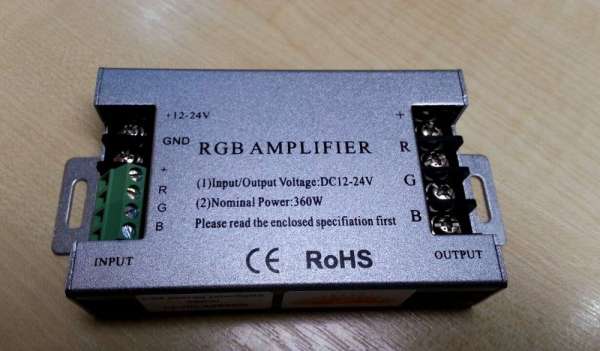 +12-24V
GND
+
R
G
B
INPUT
RGB AMPLIFIER
(1)Input/Output Voltage:DC12-24V
(2)Nominal Power:360W
Please read the enclosed specifiation first
CE RoHS
+
R
G
B
OUTPUT